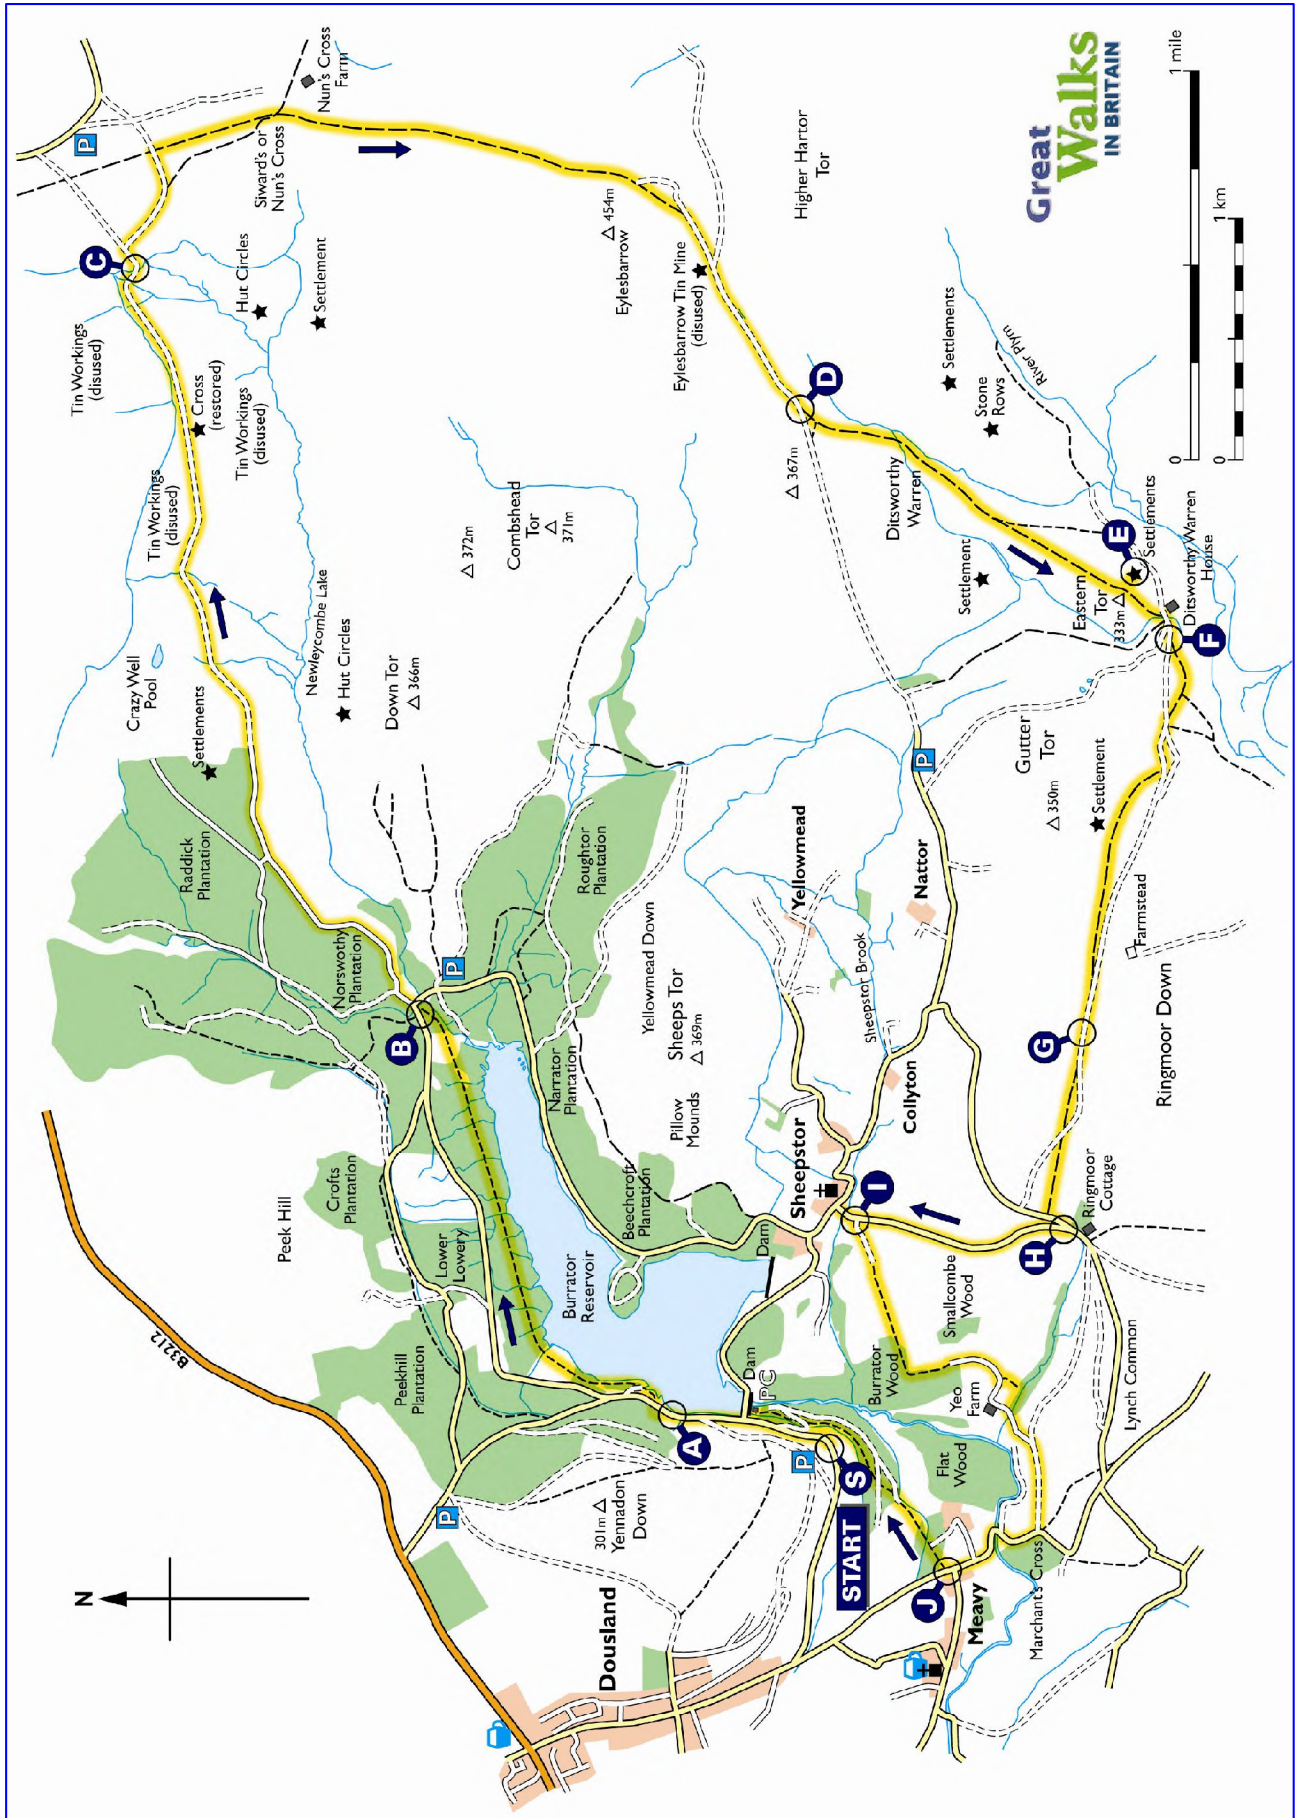 N
B3212
Peek Hill
Crofts
Plantation
Peekhill
Plantation
Lower
Lowery
Raddick
Plantation
Norsworthy
Plantation
Settlements
Crazy Well
Pool
Tin Workings
(disused)
Tin Workings
(disused)
Cross
(restored)
Tin Workings
(disused)
C
P
Hut Circles
Settlement
Siward's or
Nun's Cross
Nun's Cross
Farm
Newleycombe Lake
Hut Circles
Down Tor
366m
B
P
P
372m
Combshead
Tor
371m
Eylesbarrow
454m
Eylesbarrow Tin Mine
(disused)
Higher Hartor
Tor
Dousland
301m
Yennadon
Down
Burrator
Reservoir
Narrator
Plantation
Roughtor
Plantation
Beechcroft
Plantation
Pillow
Mounds
Yellowmead Down
Sheeps Tor
369m
A
Dam
PC
Dam
P
S
START
Sheepstor
Yellowmead
Sheepstor Brook
Collyton
Nattor
P
367m
D
Ditsworthy
Warren
Settlement
Settlements
Stone
Rows
River Plym
I
Burrator
Wood
Flat
Wood
Yeo
Farm
Smallcombe
Wood
J
Meavy
Marchant's Cross
Lynch Common
H
Ringmoor
Cottage
G
Ringmoor Down
Farmstead
Gutter
Tor
350m
Settlement
Eastern
Tor
333m
E
Settlements
F
Ditsworthy Warren
House
Great
Walks
IN BRITAIN
0
1 mile
0
1 km